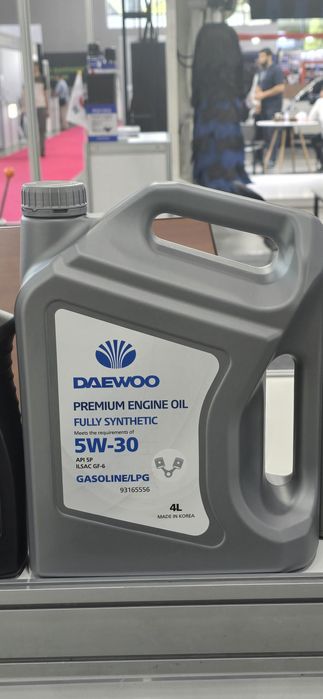 DAEWOO
PREMIUM ENGINE OIL
FULLY SYNTHETIC
Meets the requirements of
5W-30
API SP
ILSAC GF-6
GASOLINE/LPG
93165556
4L
MADE IN KOREA